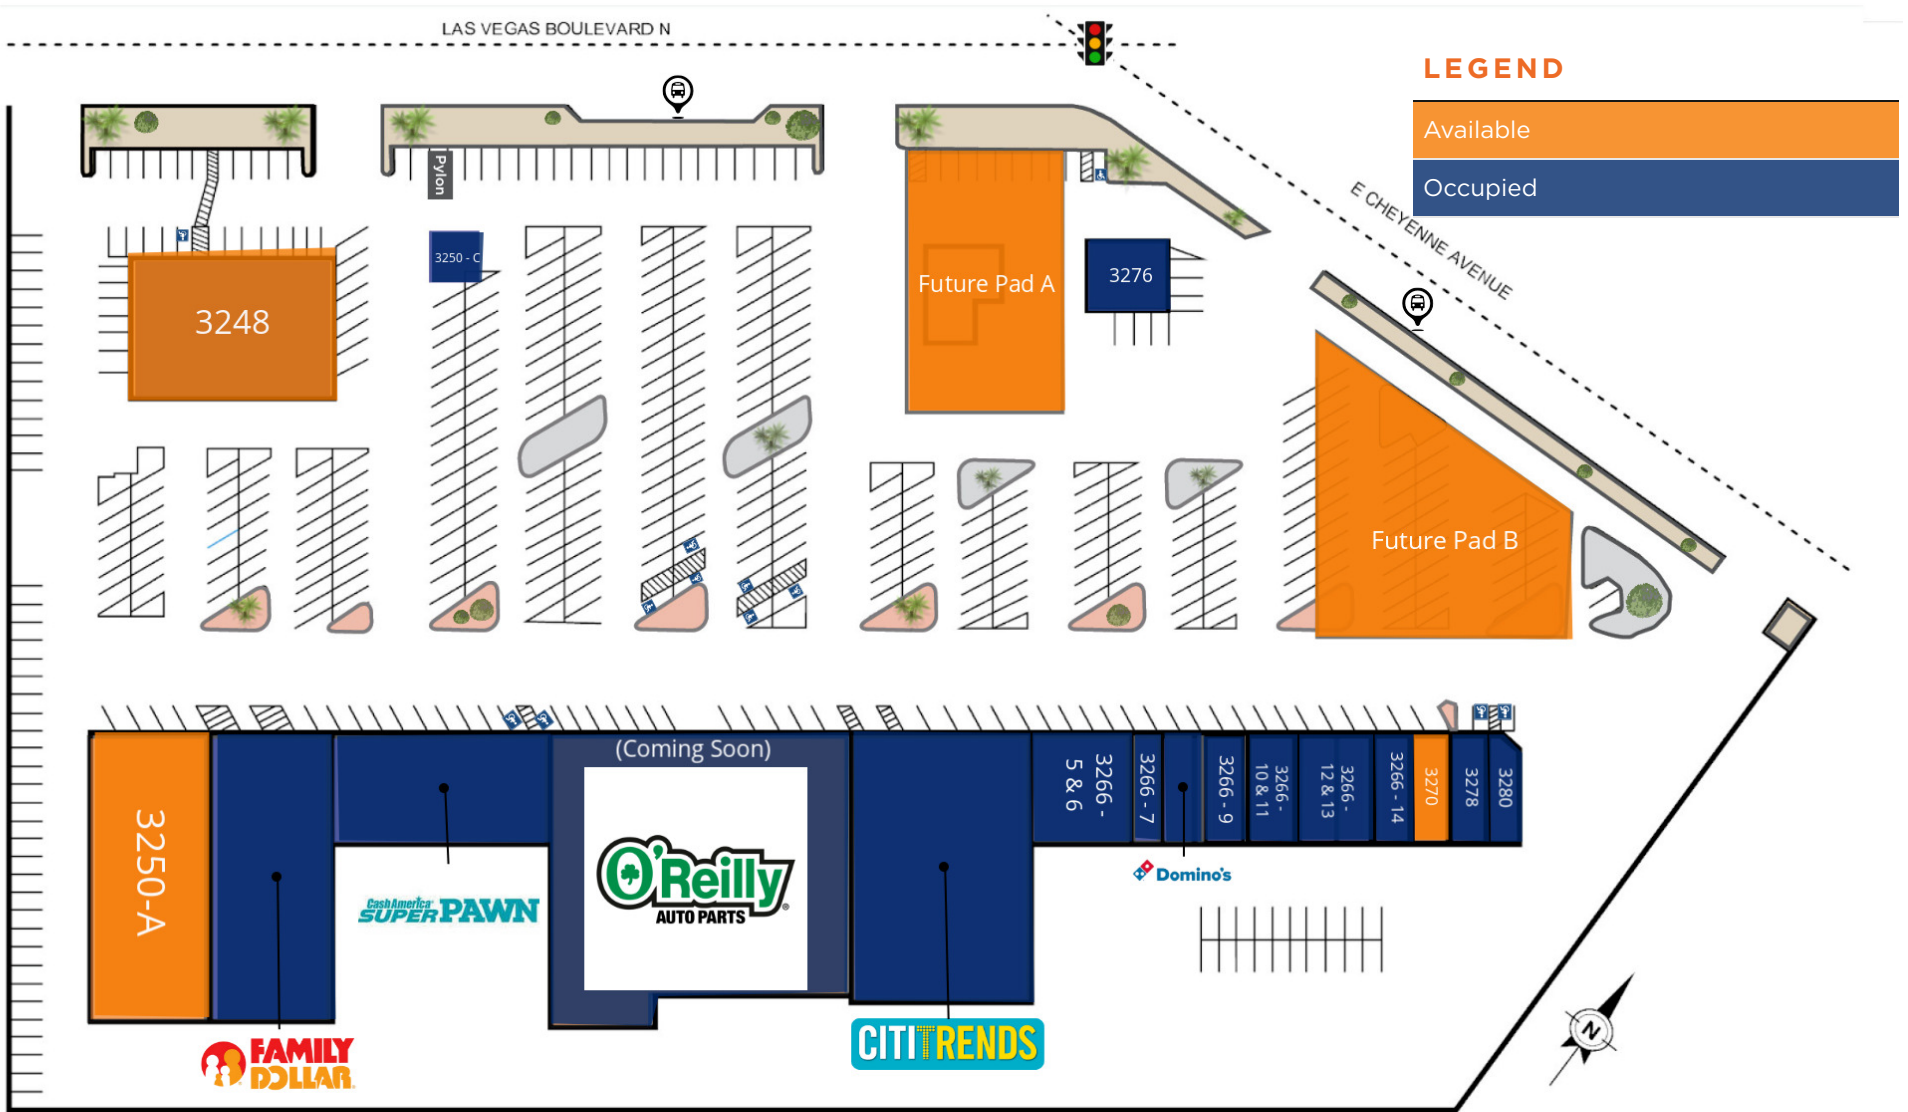 LAS VEGAS BOULEVARD N
LEGEND
Available
Occupied
E CHEYENNE AVENUE
Pylon
3250 - C
3248
Future Pad A
3276
Future Pad B
3250-A
(Coming Soon)
O'Reilly
AUTO PARTS
3266 -
5 & 6
3266 - 7
3266 - 9
3266 -
10 & 11
3266 -
12 & 13
3266 - 14
3270
3278
3280
Cash America
SUPER PAWN
Domino's
FAMILY
DOLLAR
CITITRENDS
N